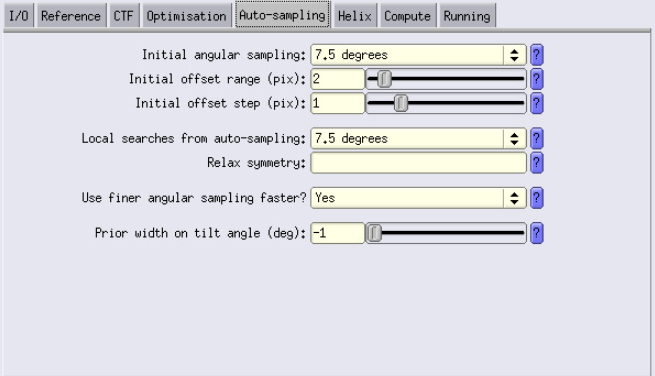 I/O Reference CTF Optimisation Auto-sampling Helix Compute Running
Initial angular sampling: 7.5 degrees ?
Initial offset range (pix): 2 ?
Initial offset step (pix): 1 ?
Local searches from auto-sampling: 7.5 degrees ?
Relax symmetry: ?
Use finer angular sampling faster? Yes ?
Prior width on tilt angle (deg): -1 ?